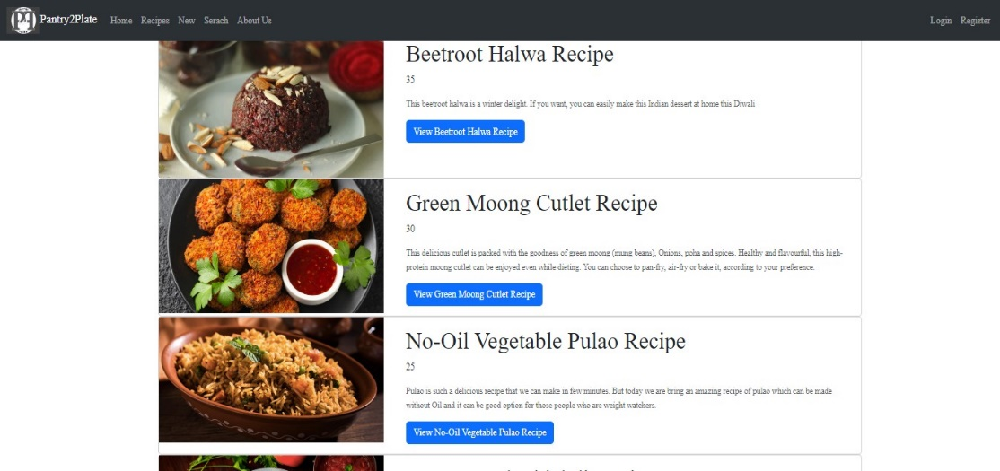 Pantry2Plate Home Recipes New Serach About Us Login Register
Beetroot Halwa Recipe
35
This beetroot halwa is a winter delight. If you want, you can easily make this Indian dessert at home this Diwali
View Beetroot Halwa Recipe
Green Moong Cutlet Recipe
30
This delicious cutlet is packed with the goodness of green moong (mung beans), Onions, poha and spices. Healthy and flavourful, this high-
protein moong cutlet can be enjoyed even while dieting. You can choose to pan-fry, air-fry or bake it, according to your preference.
View Green Moong Cutlet Recipe
No-Oil Vegetable Pulao Recipe
25
Pulao is such a delicious recipe that we can make in few minutes. But today we are bring an amazing recipe of pulao which can be made
without Oil and it can be good option for those people who are weight watchers.
View No-Oil Vegetable Pulao Recipe